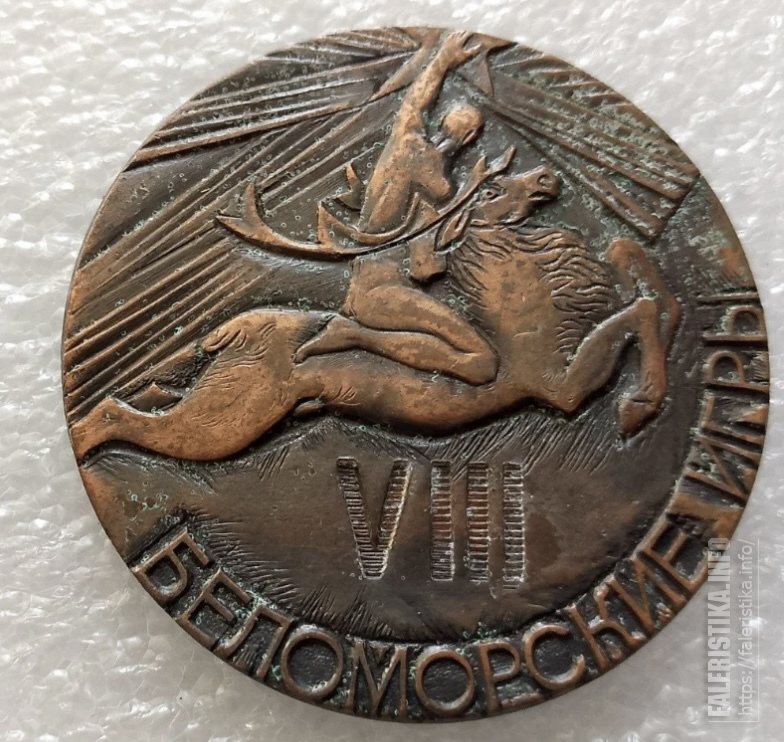 VIII
БЕЛОМОРСКИЕ ИГРЫ
FALERISTIKA.INFO
https://faleristika.info/